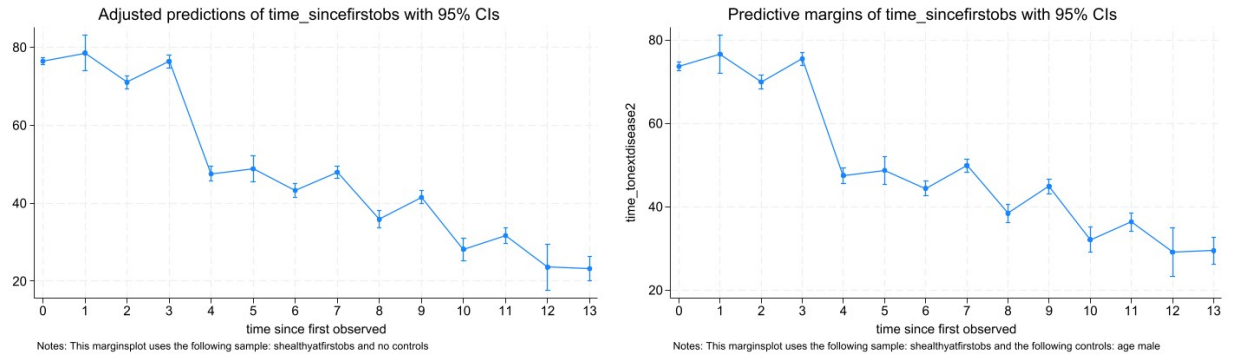 Adjusted predictions of time_sincefirstobs with 95% CIs
80
60
40
20
0 1 2 3 4 5 6 7 8 9 10 11 12 13
time since first observed
Notes: This marginsplot uses the following sample: shealthyatfirstobs and no controls
Predictive margins of time_sincefirstobs with 95% CIs
time_tonextdisease2
80
60
40
20
0 1 2 3 4 5 6 7 8 9 10 11 12 13
time since first observed
Notes: This marginsplot uses the following sample: shealthyatfirstobs and the following controls: age male